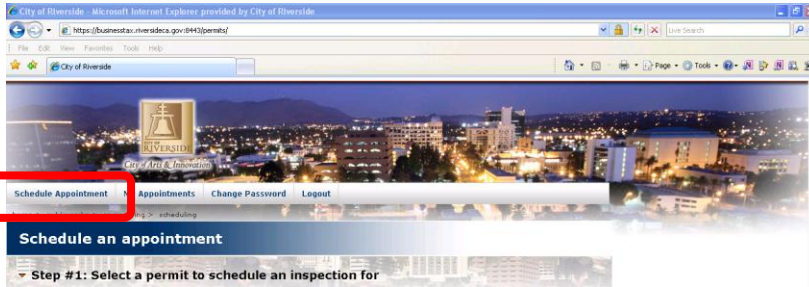 City of Riverside - Microsoft Internet Explorer provided by City of Riverside
https://businesstax.riversideca.gov:8443/permits/
Live Search
File Edit View Favorites Tools Help
City of Riverside
Page Tools
CITY OF
RIVERSIDE
City of Arts & Innovation
Schedule Appointment Appointments Change Password Logout
> scheduling
Schedule an appointment
Step #1: Select a permit to schedule an inspection for